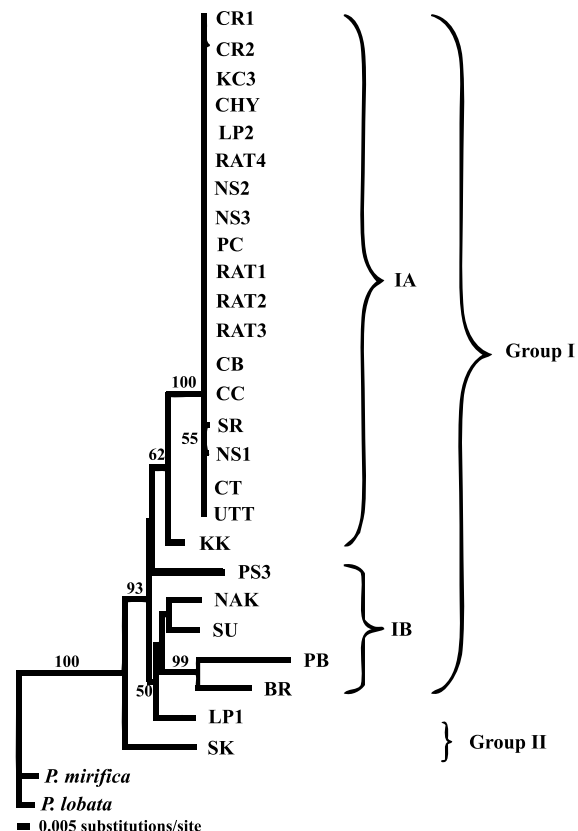 CR1
CR2
KC3
CHY
LP2
RAT4
NS2
NS3
PC
RAT1
RAT2
RAT3
CB
CC
SR
NS1
CT
UTT
KK
PS3
NAK
SU
PB
BR
LP1
SK
P. mirifica
P. lobata
0.005 substitutions/site
100
55
62
93
99
50
100
IA
IB
Group I
Group II